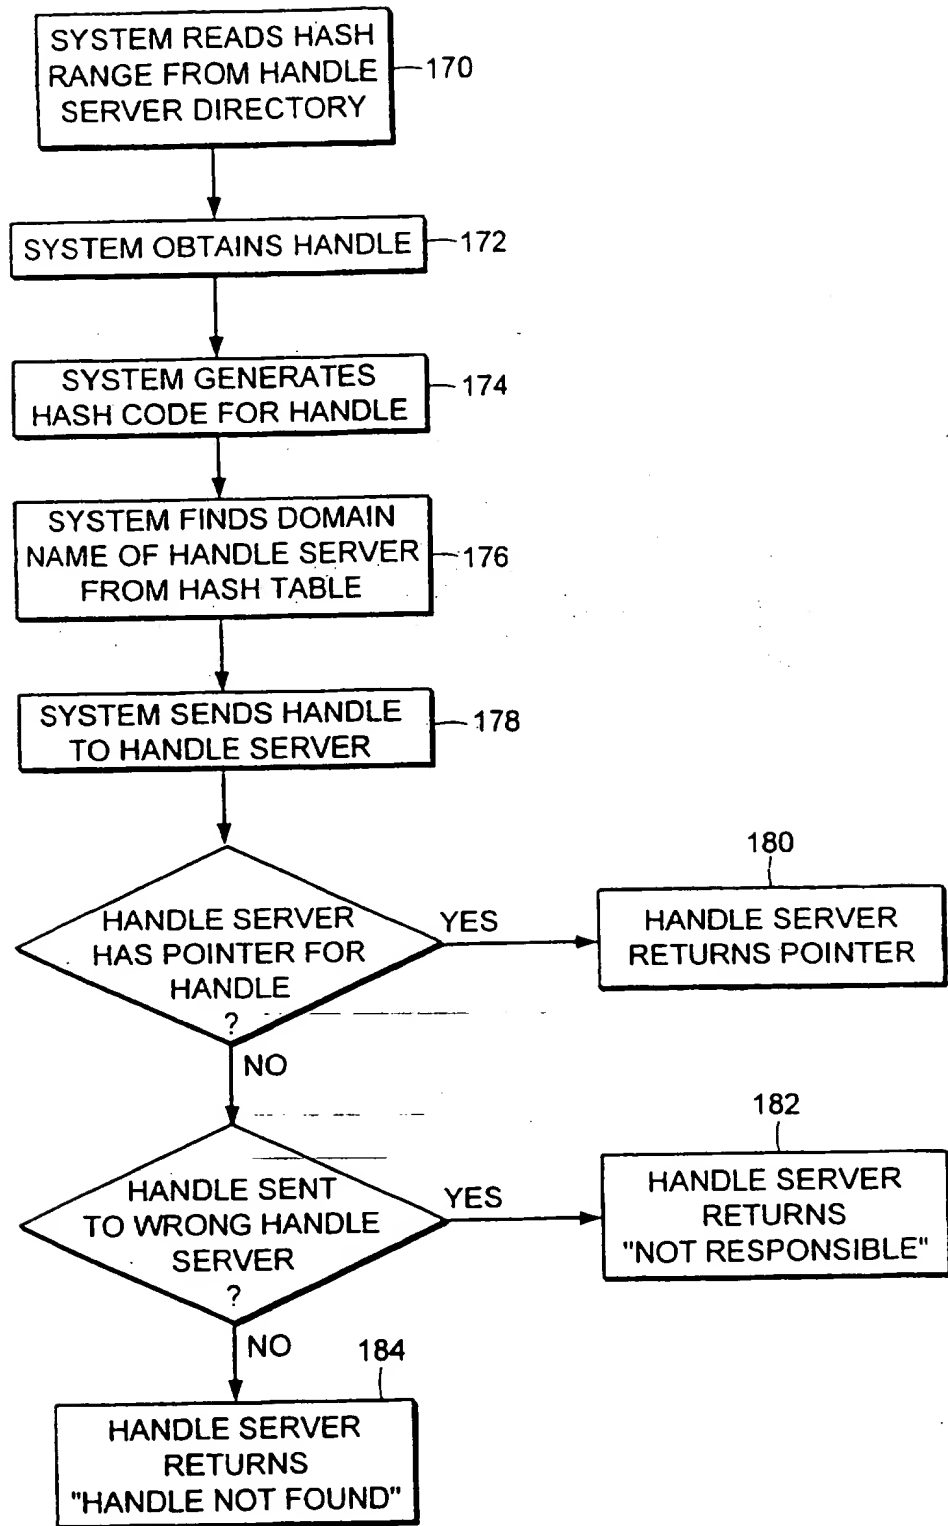 SYSTEM READS HASH
RANGE FROM HANDLE
SERVER DIRECTORY
170
SYSTEM OBTAINS HANDLE
172
SYSTEM GENERATES
HASH CODE FOR HANDLE
174
SYSTEM FINDS DOMAIN
NAME OF HANDLE SERVER
FROM HASH TABLE
176
SYSTEM SENDS HANDLE
TO HANDLE SERVER
178
HANDLE SERVER
HAS POINTER FOR
HANDLE
?
YES
180
HANDLE SERVER
RETURNS POINTER
NO
HANDLE SENT
TO WRONG HANDLE
SERVER
?
YES
182
HANDLE SERVER
RETURNS
"NOT RESPONSIBLE"
NO
184
HANDLE SERVER
RETURNS
"HANDLE NOT FOUND"